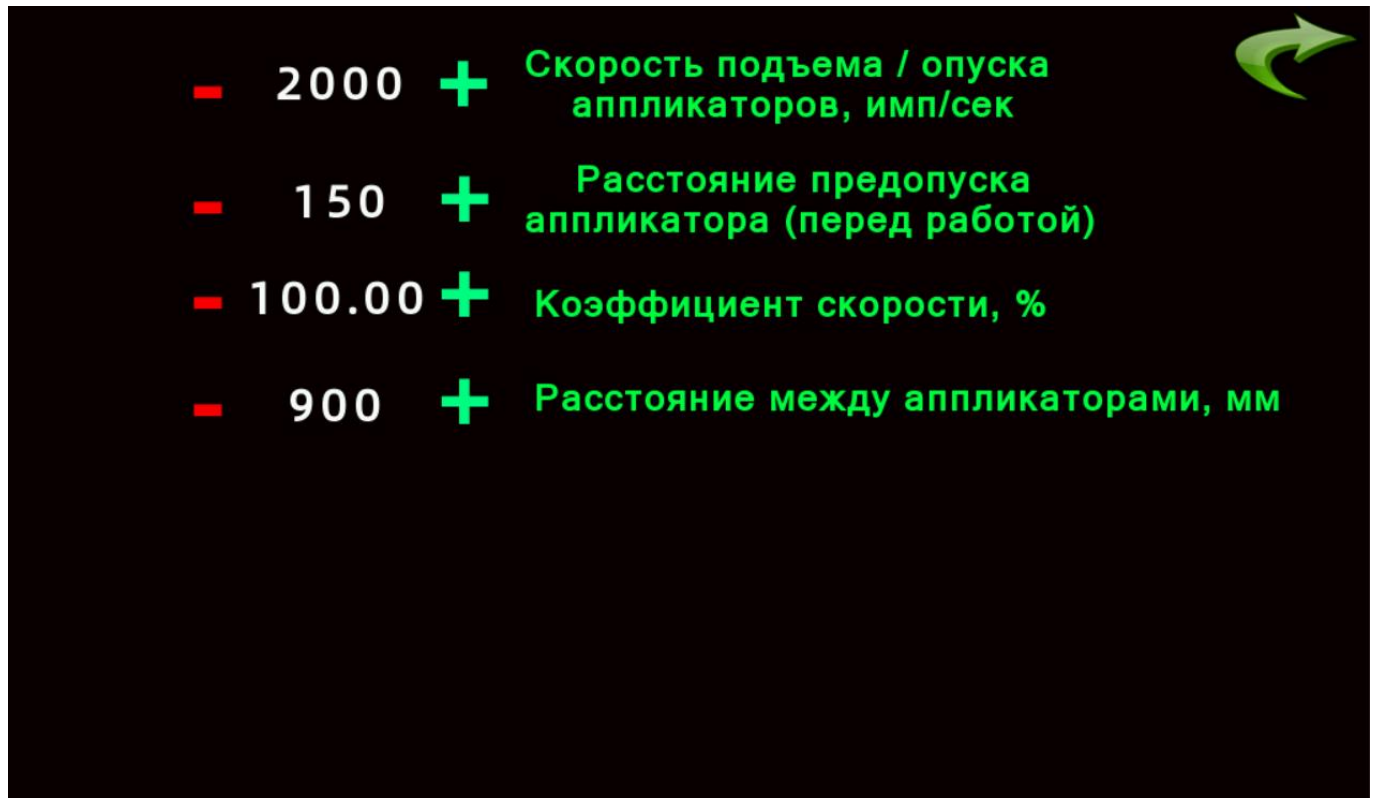 - 2000 + Скорость подъема / опуска
аппликаторов, имп/сек
- 150 + Расстояние предопуска
аппликатора (перед работой)
- 100.00 + Коэффициент скорости, %
- 900 + Расстояние между аппликаторами, мм